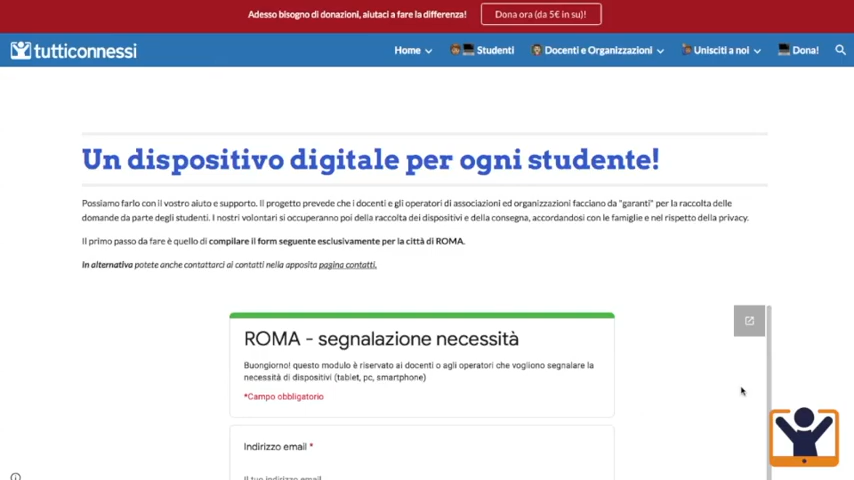 Adesso bisogno di donazioni, aiutaci a fare la differenza!
Dona ora (da 5€ in su)!
tutticonnessi
Home
Studenti
Docenti e Organizzazioni
Unisciti a noi
Dona!
Un dispositivo digitale per ogni studente!
Possiamo farlo con il vostro aiuto e supporto. Il progetto prevede che i docenti e gli operatori di associazioni ed organizzazioni facciano da "garanti" per la raccolta delle
domande da parte degli studenti. I nostri volontari si occuperanno poi della raccolta dei dispositivi e della consegna, accordandosi con le famiglie e nel rispetto della privacy.
Il primo passo da fare è quello di compilare il form seguente esclusivamente per la città di ROMA.
In alternativa potete anche contattarci ai contatti nella apposita pagina contatti.
ROMA - segnalazione necessità
Buongiorno! questo modulo è riservato ai docenti o agli operatori che vogliono segnalare la
necessità di dispositivi (tablet, pc, smartphone)
*Campo obbligatorio
Indirizzo email *
Il tuo indirizzo email